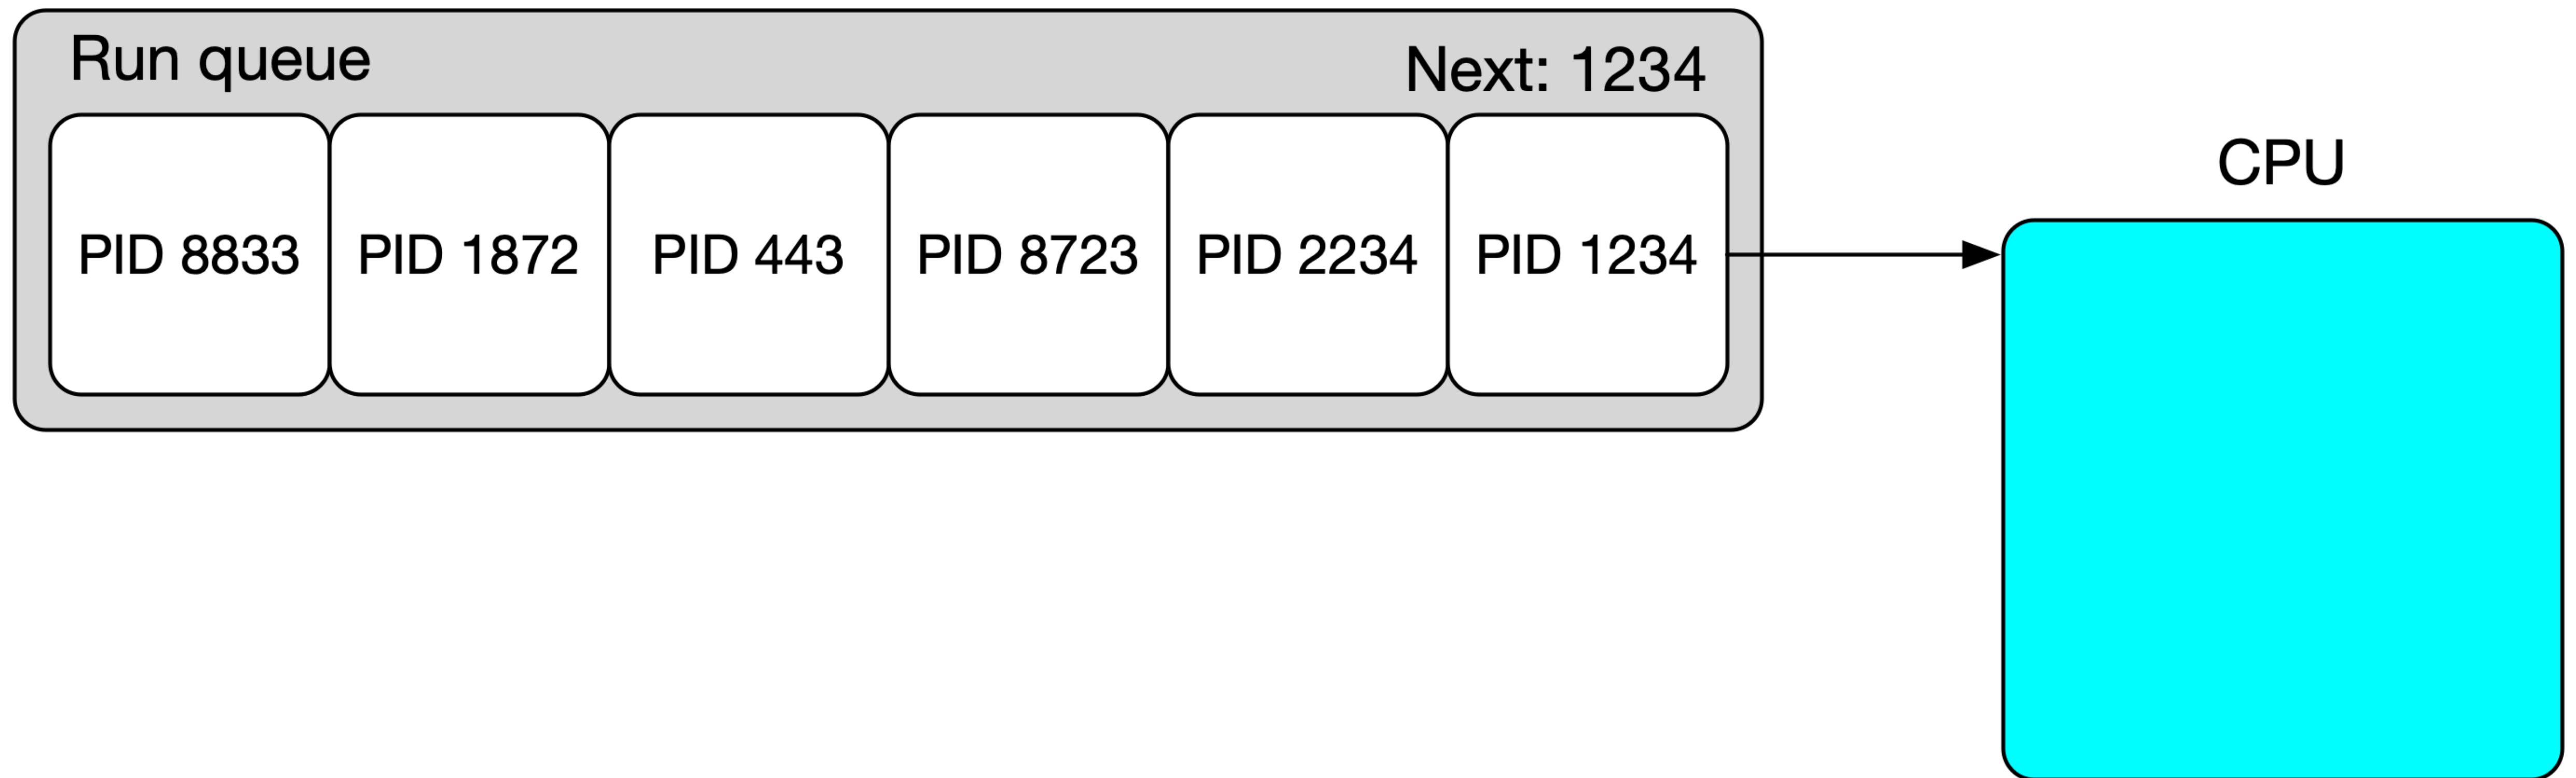 Run queue
Next: 1234
CPU
PID 8833
PID 1872
PID 443
PID 8723
PID 2234
PID 1234